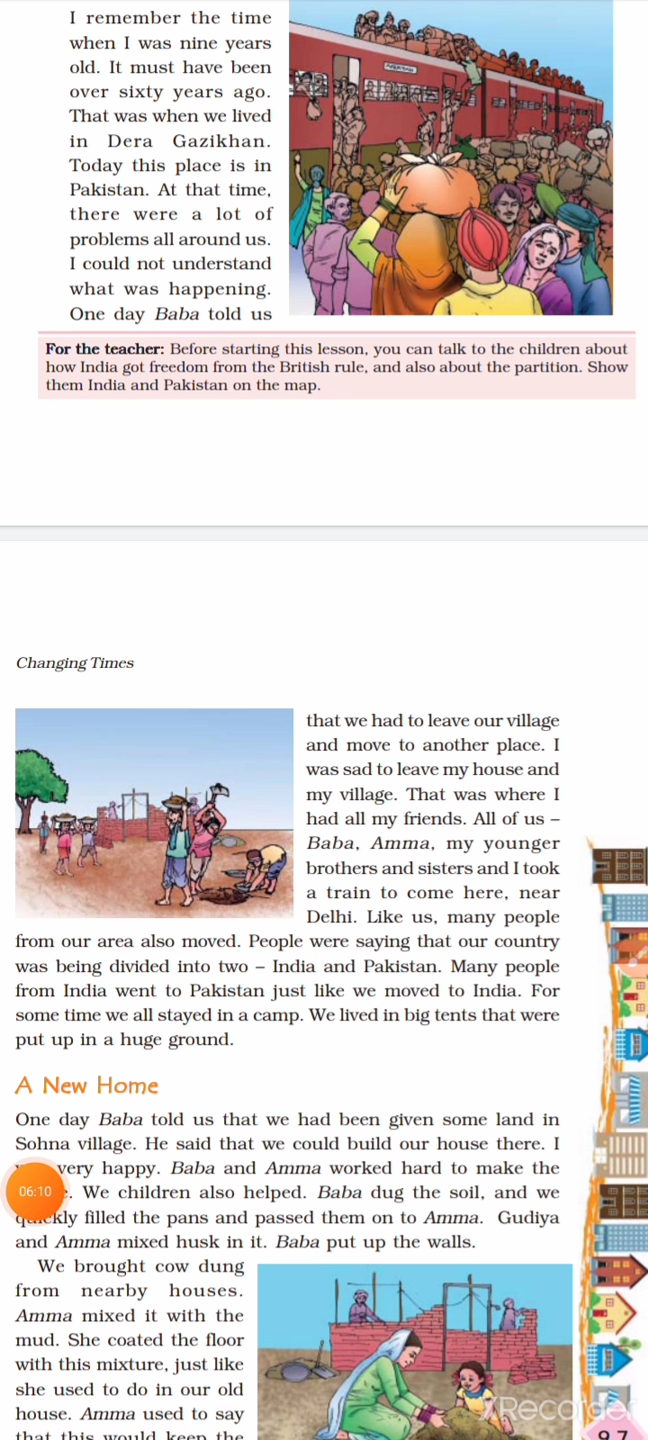 I remember the time
when I was nine years
old. It must have been
over sixty years ago.
That was when we lived
in Dera Gazikhan.
Today this place is in
Pakistan. At that time,
there were a lot of
problems all around us.
I could not understand
what was happening.
One day Baba told us
For the teacher: Before starting this lesson, you can talk to the children about
how India got freedom from the British rule, and also about the partition. Show
them India and Pakistan on the map.
Changing Times
that we had to leave our village
and move to another place. I
was sad to leave my house and
my village. That was where I
had all my friends. All of us –
Baba, Amma, my younger
brothers and sisters and I took
a train to come here, near
Delhi. Like us, many people
from our area also moved. People were saying that our country
was being divided into two – India and Pakistan. Many people
from India went to Pakistan just like we moved to India. For
some time we all stayed in a camp. We lived in big tents that were
put up in a huge ground.
A New Home
One day Baba told us that we had been given some land in
Sohna village. He said that we could build our house there. I
very happy. Baba and Amma worked hard to make the
06:10
. We children also helped. Baba dug the soil, and we
quickly filled the pans and passed them on to Amma. Gudiya
and Amma mixed husk in it. Baba put up the walls.
We brought cow dung
from nearby houses.
Amma mixed it with the
mud. She coated the floor
with this mixture, just like
she used to do in our old
house. Amma used to say
that this would keep the
Recorder